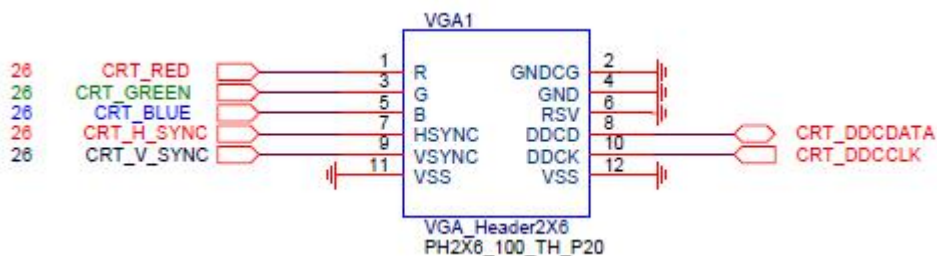 VGA1
26 CRT_RED 1 R GNDCG 2
26 CRT_GREEN 3 G GND 4
26 CRT_BLUE 5 B RSV 6
26 CRT_H_SYNC 7 HSYNC DDCD 8 CRT_DDCDATA
26 CRT_V_SYNC 9 VSYNC DDCK 10 CRT_DDCCLK
11 VSS VSS 12
VGA_Header2X6
PH2X6_100_TH_P20